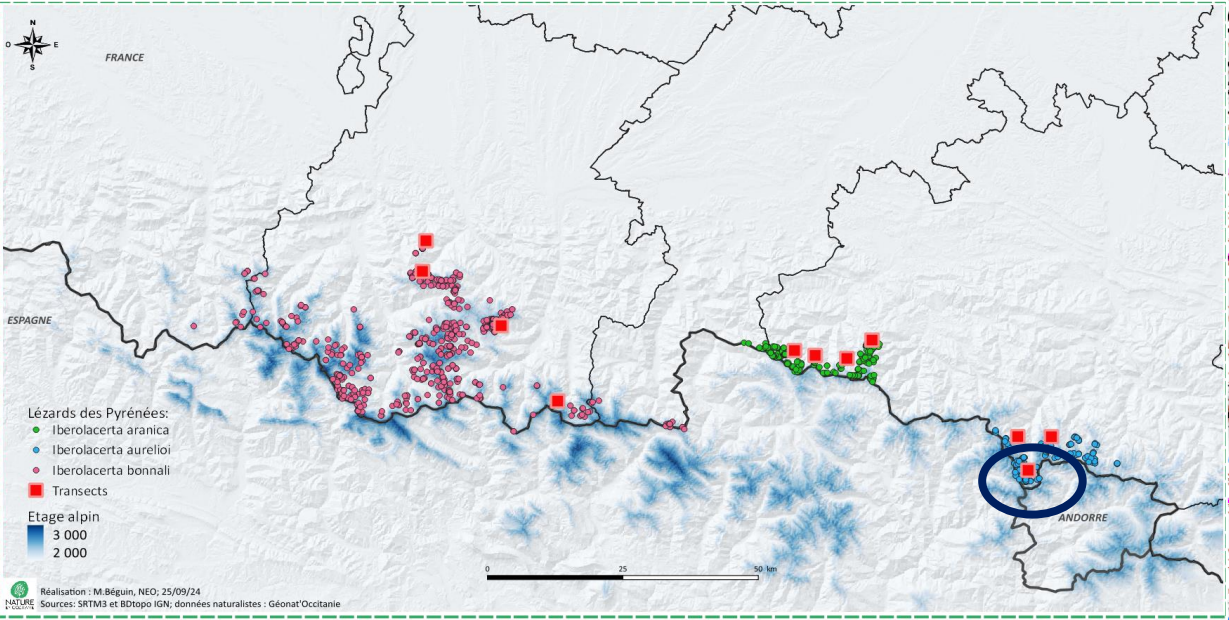 N
O E
S
FRANCE
ESPAGNE
Lézards des Pyrénées:
Iberolacerta aranica
Iberolacerta aurelioi
Iberolacerta bonnali
Transects
Etage alpin
3 000
2 000
ANDORRE
0 25 50 km
NATURE
Réalisation : M.Béguin, NEO; 25/09/24
Sources: SRTM3 et BDtopo IGN; données naturalistes : Géonat'Occitanie